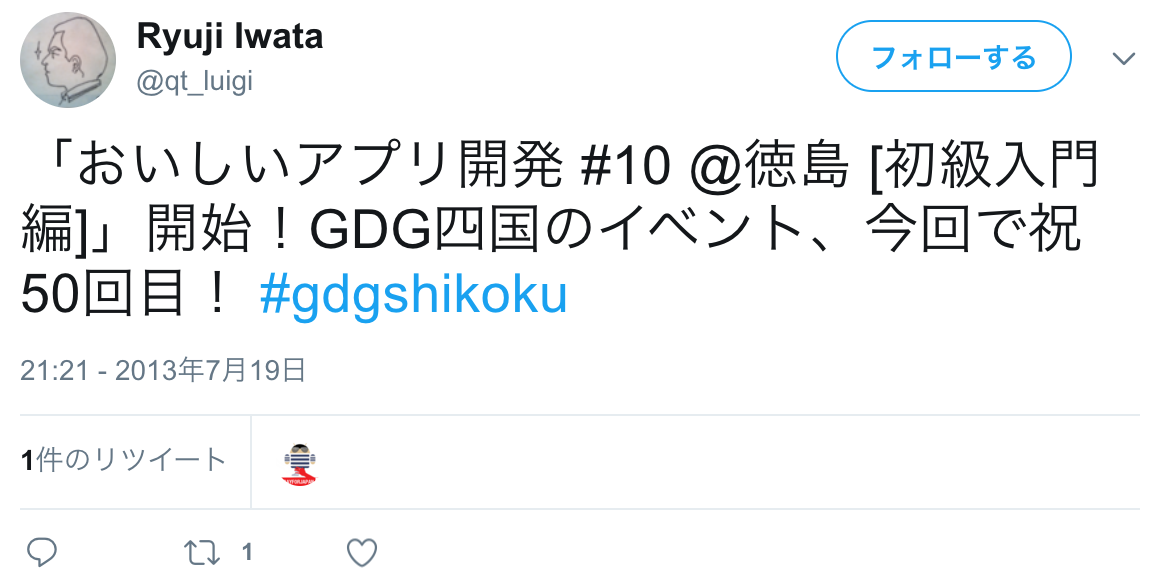 Ryuji Iwata
@qt_luigi
フォローする
「おいしいアプリ開発 #10 @徳島 [初級入門
編]」開始！GDG四国のイベント、今回で祝
50回目！ #gdgshikoku
21:21 - 2013年7月19日
1件のリツイート
1